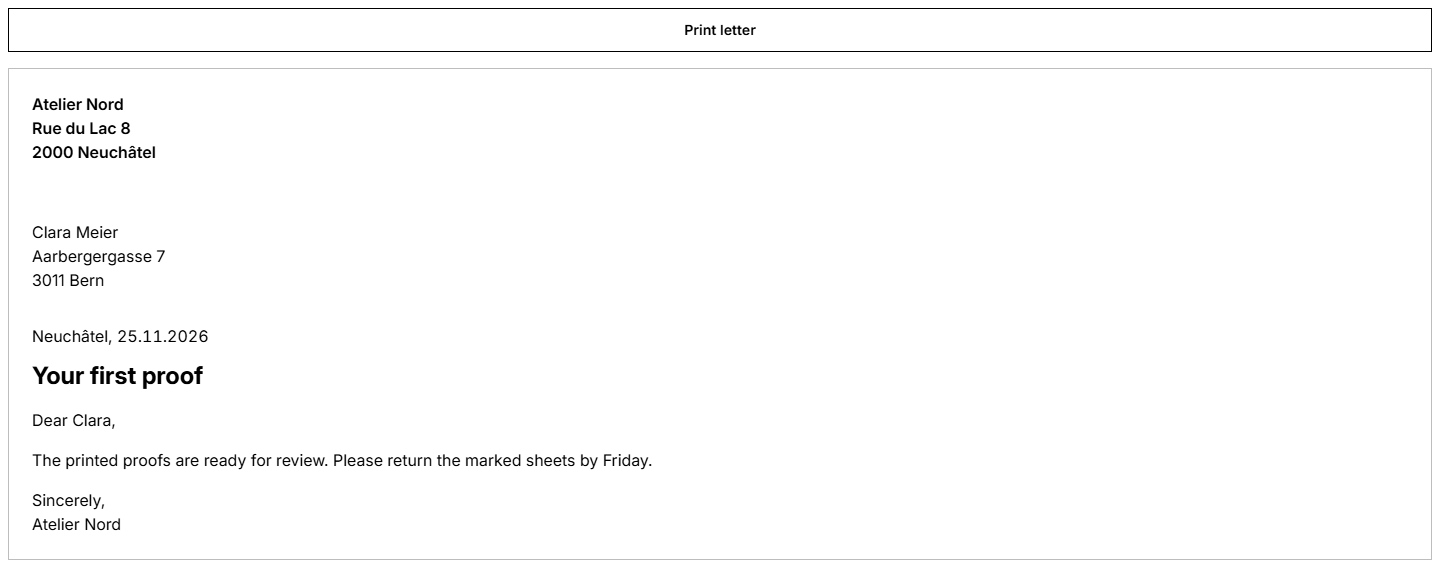 Print letter
Atelier Nord
Rue du Lac 8
2000 Neuchâtel
Clara Meier
Aarbergergasse 7
3011 Bern
Neuchâtel, 25.11.2026
Your first proof
Dear Clara,
The printed proofs are ready for review. Please return the marked sheets by Friday.
Sincerely,
Atelier Nord